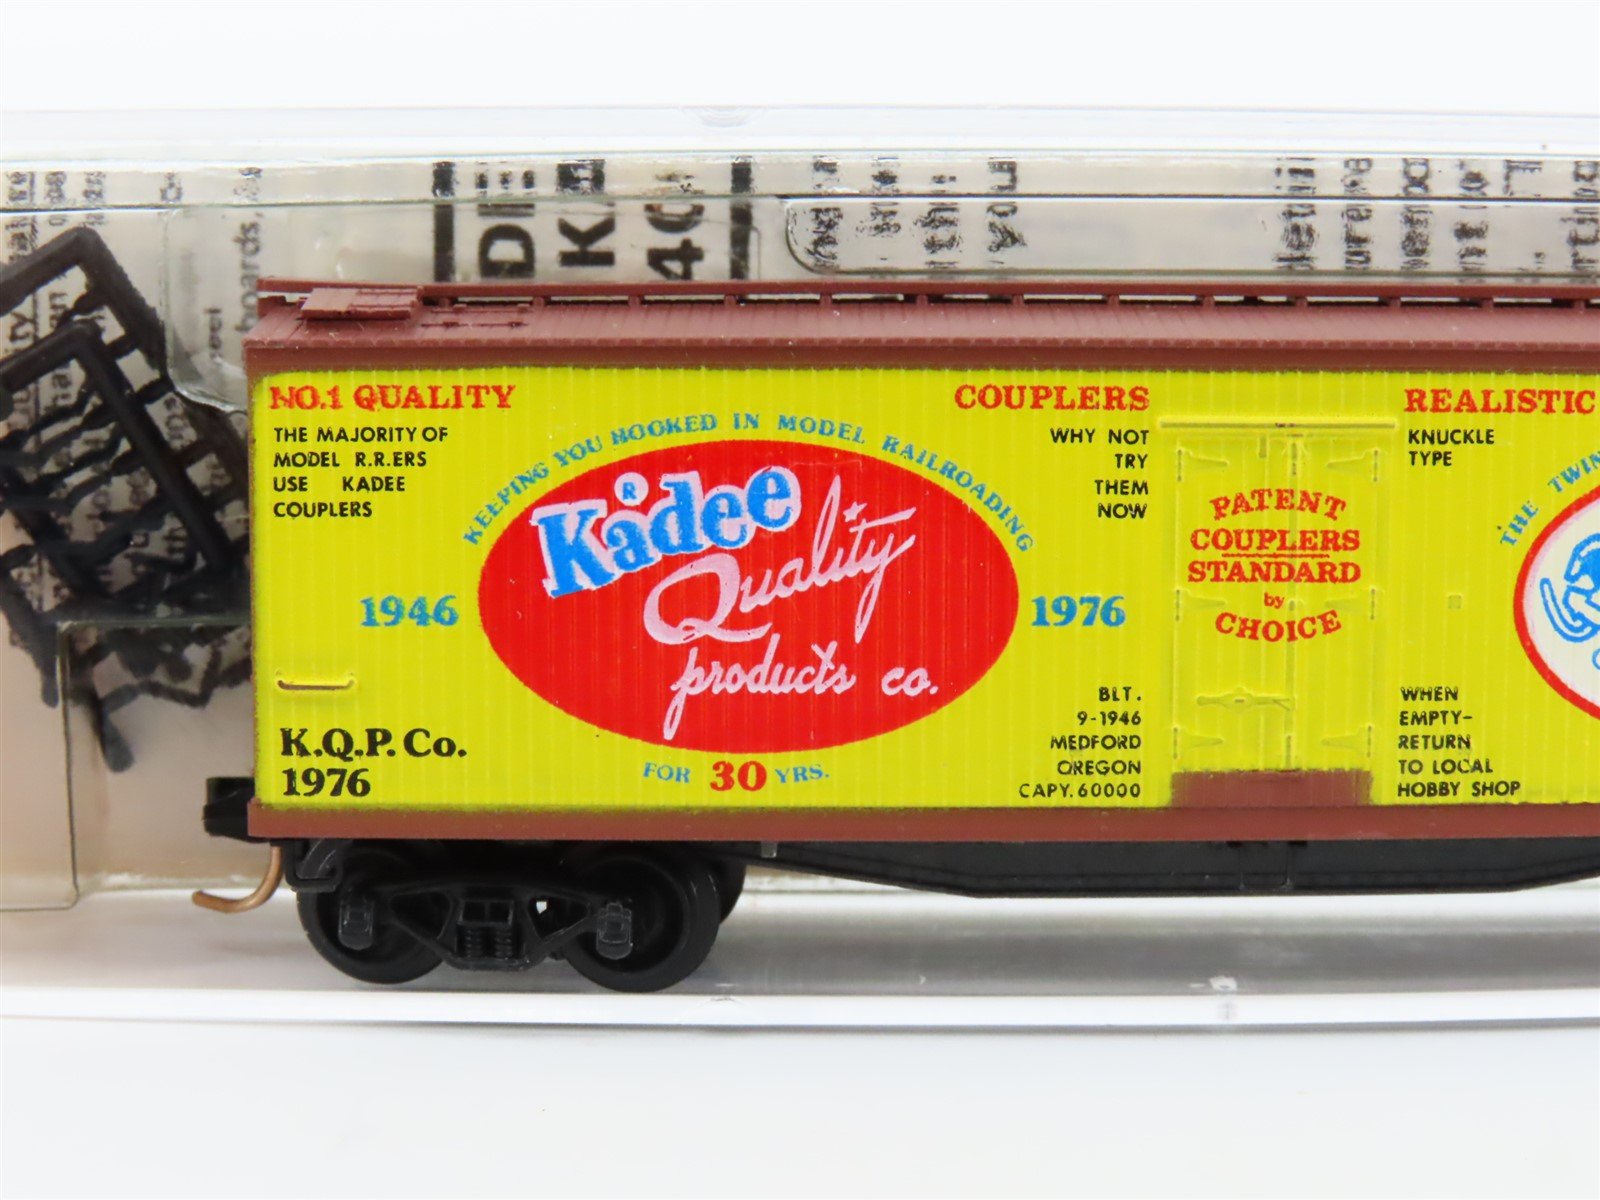 NO.1 QUALITY
THE MAJORITY OF
MODEL R.R.ERS
USE KADEE
COUPLERS
KEEPING YOU HOOKED IN MODEL RAILROADING
R
Kadee
Quality
products co.
1946
1976
FOR 30 YRS.
K.Q.P. Co.
1976
COUPLERS
WHY NOT
TRY
THEM
NOW
BLT.
9-1946
MEDFORD
OREGON
CAPY. 60000
PATENT
COUPLERS
STANDARD
by
CHOICE
REALISTIC
KNUCKLE
TYPE
THE TWIN
WHEN
EMPTY-
RETURN
TO LOCAL
HOBBY SHOP